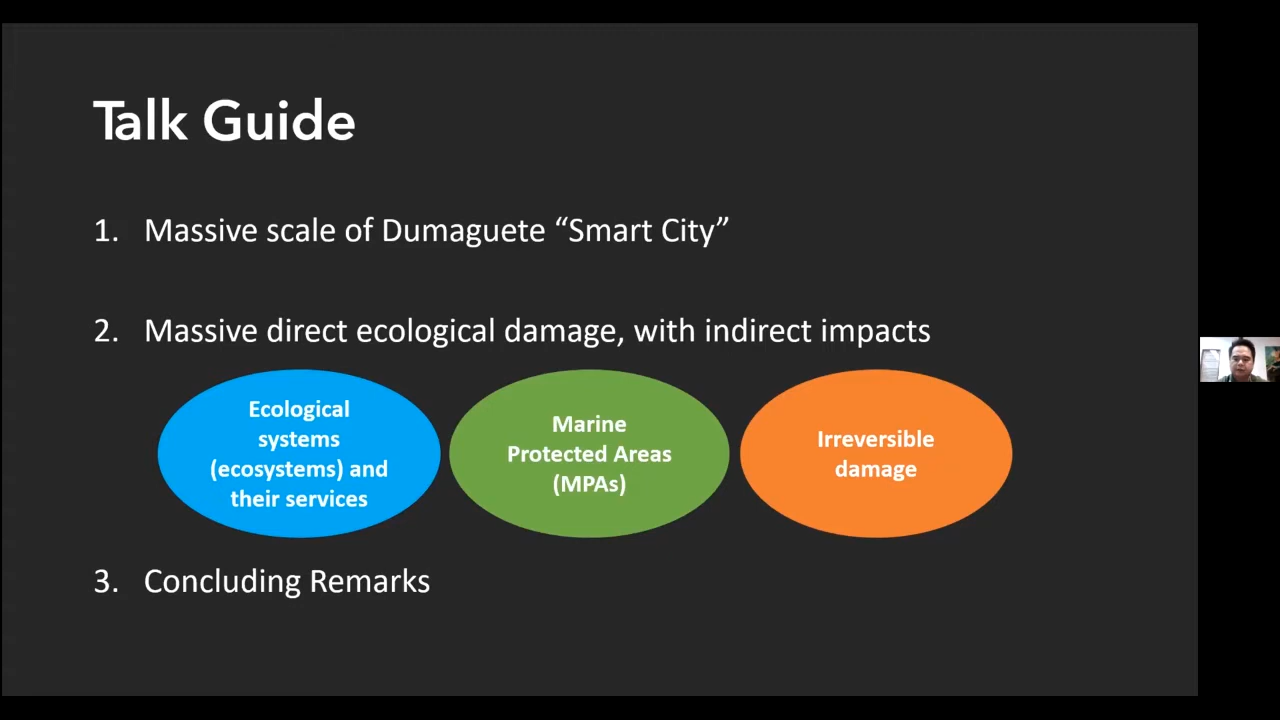 Talk Guide
1. Massive scale of Dumaguete “Smart City”
2. Massive direct ecological damage, with indirect impacts
Ecological
systems
(ecosystems) and
their services
Marine
Protected Areas
(MPAs)
Irreversible
damage
3. Concluding Remarks